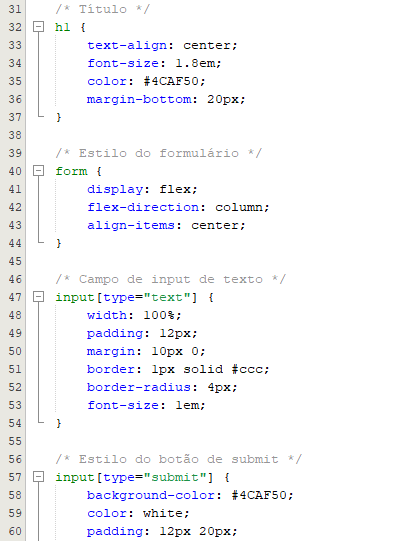 31 /* Título */
32 h1 {
33 text-align: center;
34 font-size: 1.8em;
35 color: #4CAF50;
36 margin-bottom: 20px;
37 }
38
39 /* Estilo do formulário */
40 form {
41 display: flex;
42 flex-direction: column;
43 align-items: center;
44 }
45
46 /* Campo de input de texto */
47 input[type="text"] {
48 width: 100%;
49 padding: 12px;
50 margin: 10px 0;
51 border: 1px solid #ccc;
52 border-radius: 4px;
53 font-size: 1em;
54 }
55
56 /* Estilo do botão de submit */
57 input[type="submit"] {
58 background-color: #4CAF50;
59 color: white;
60 padding: 12px 20px;